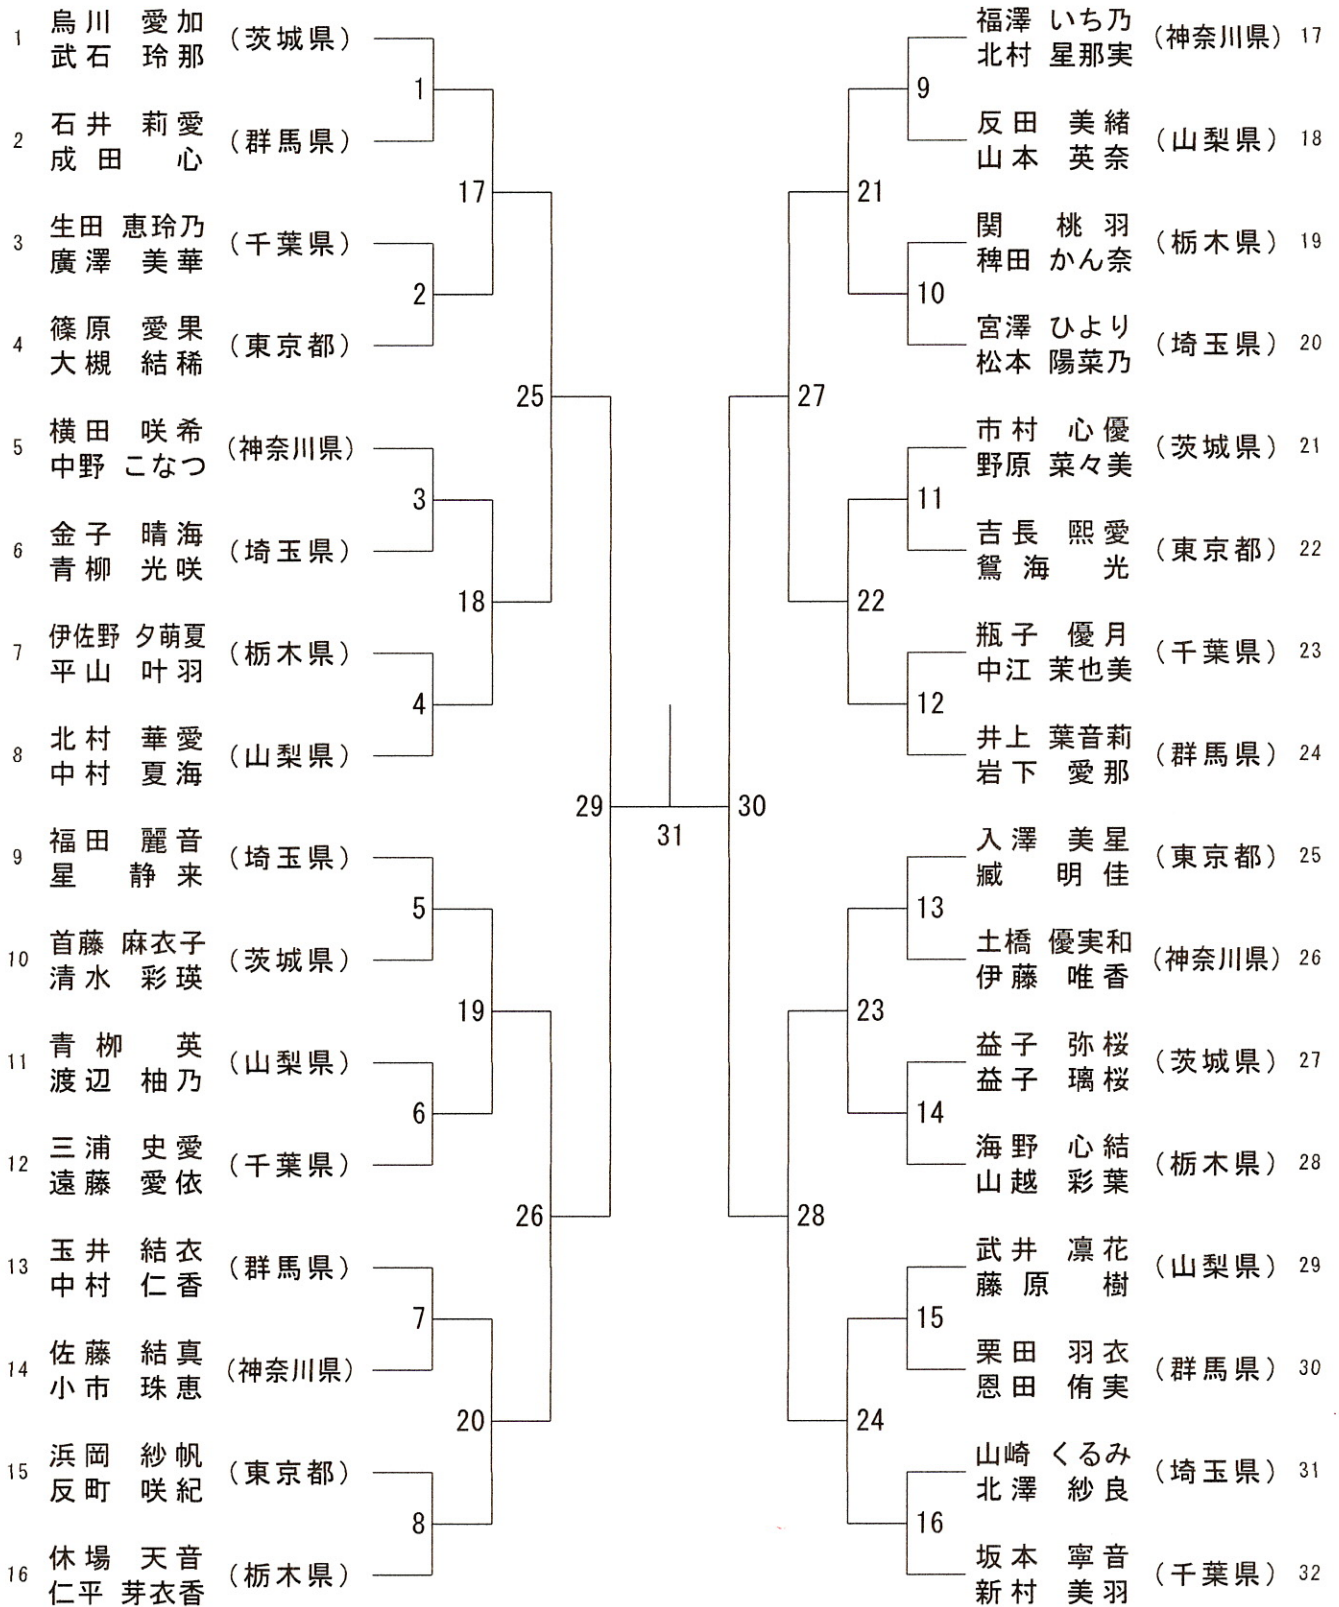 1 烏川 愛加 武石 玲那 (茨城県)
2 石井 莉愛 成田 心 (群馬県)
3 生田 恵玲乃 廣澤 美華 (千葉県)
4 篠原 愛果 大槻 結稀 (東京都)
5 横田 咲希 中野 こなつ (神奈川県)
6 金子 晴海 青柳 光咲 (埼玉県)
7 伊佐野 夕萌夏 平山 叶羽 (栃木県)
8 北村 華愛 中村 夏海 (山梨県)
9 福田 麗音 星 静来 (埼玉県)
10 首藤 麻衣子 清水 彩瑛 (茨城県)
11 青栁 英 渡辺 柚乃 (山梨県)
12 三浦 史愛 遠藤 愛依 (千葉県)
13 玉井 結衣 中村 仁香 (群馬県)
14 佐藤 結真 小市 珠恵 (神奈川県)
15 浜岡 紗帆 反町 咲紀 (東京都)
16 休場 天音 仁平 芽衣香 (栃木県)
1
2
3
4
5
6
7
8
17
18
19
20
25
26
29
31
30
27
28
21
22
23
24
9
10
11
12
13
14
15
16
福澤 いち乃 北村 星那実 (神奈川県) 17
反田 美緒 山本 英奈 (山梨県) 18
関 桃羽 稗田 かん奈 (栃木県) 19
宮澤 ひより 松本 陽菜乃 (埼玉県) 20
市村 心優 野原 菜々美 (茨城県) 21
吉長 熙愛 鴛海 光 (東京都) 22
瓶子 優月 中江 茉也美 (千葉県) 23
井上 葉音莉 岩下 愛那 (群馬県) 24
入澤 美星 臧 明佳 (東京都) 25
土橋 優実和 伊藤 唯香 (神奈川県) 26
益子 弥桜 益子 璃桜 (茨城県) 27
海野 心結 山越 彩葉 (栃木県) 28
武井 凛花 藤原 樹 (山梨県) 29
栗田 羽衣 恩田 侑実 (群馬県) 30
山崎 くるみ 北澤 紗良 (埼玉県) 31
坂本 寧音 新村 美羽 (千葉県) 32